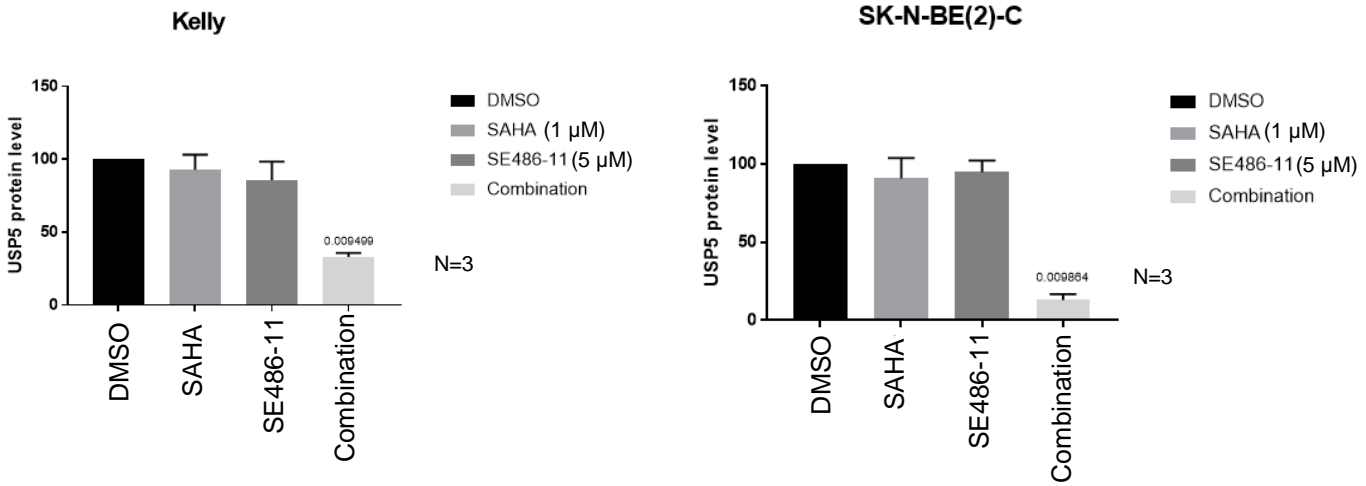 Kelly
150
100
50
0
USP5 protein level
0.009499
DMSO
SAHA
SE486-11
Combination
DMSO
SAHA (1 µM)
SE486-11 (5 µM)
Combination
N=3
SK-N-BE(2)-C
150
100
50
0
USP5 protein level
0.009864
DMSO
SAHA
SE486-11
Combination
DMSO
SAHA (1 µM)
SE486-11 (5 µM)
Combination
N=3